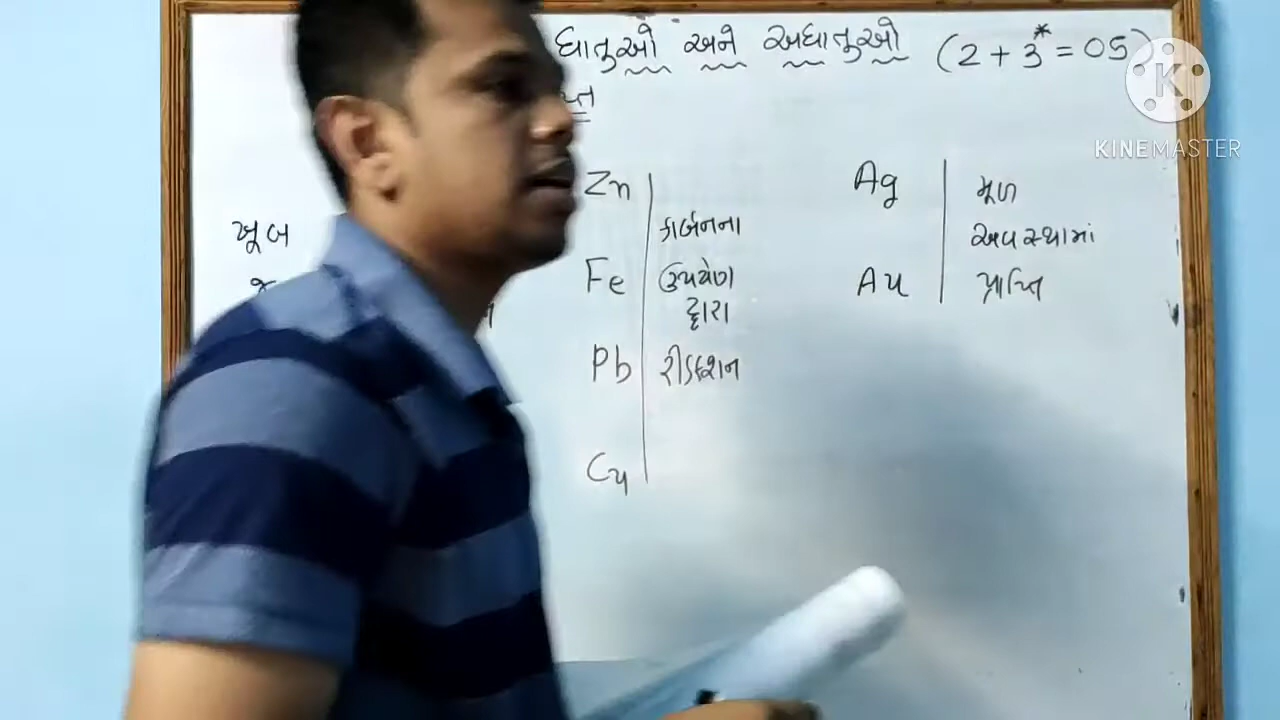 ધાતુઓ અને અધાતુઓ (2 + 3* = 05)
K
KINEMASTER
Zn
Fe
Pb
Cu
કાર્બનના
ઉપયોગ
દ્વારા
રીડક્શન
Ag
Au
મૂળ
અવસ્થામાં
પ્રાપ્તિ
ખૂબ